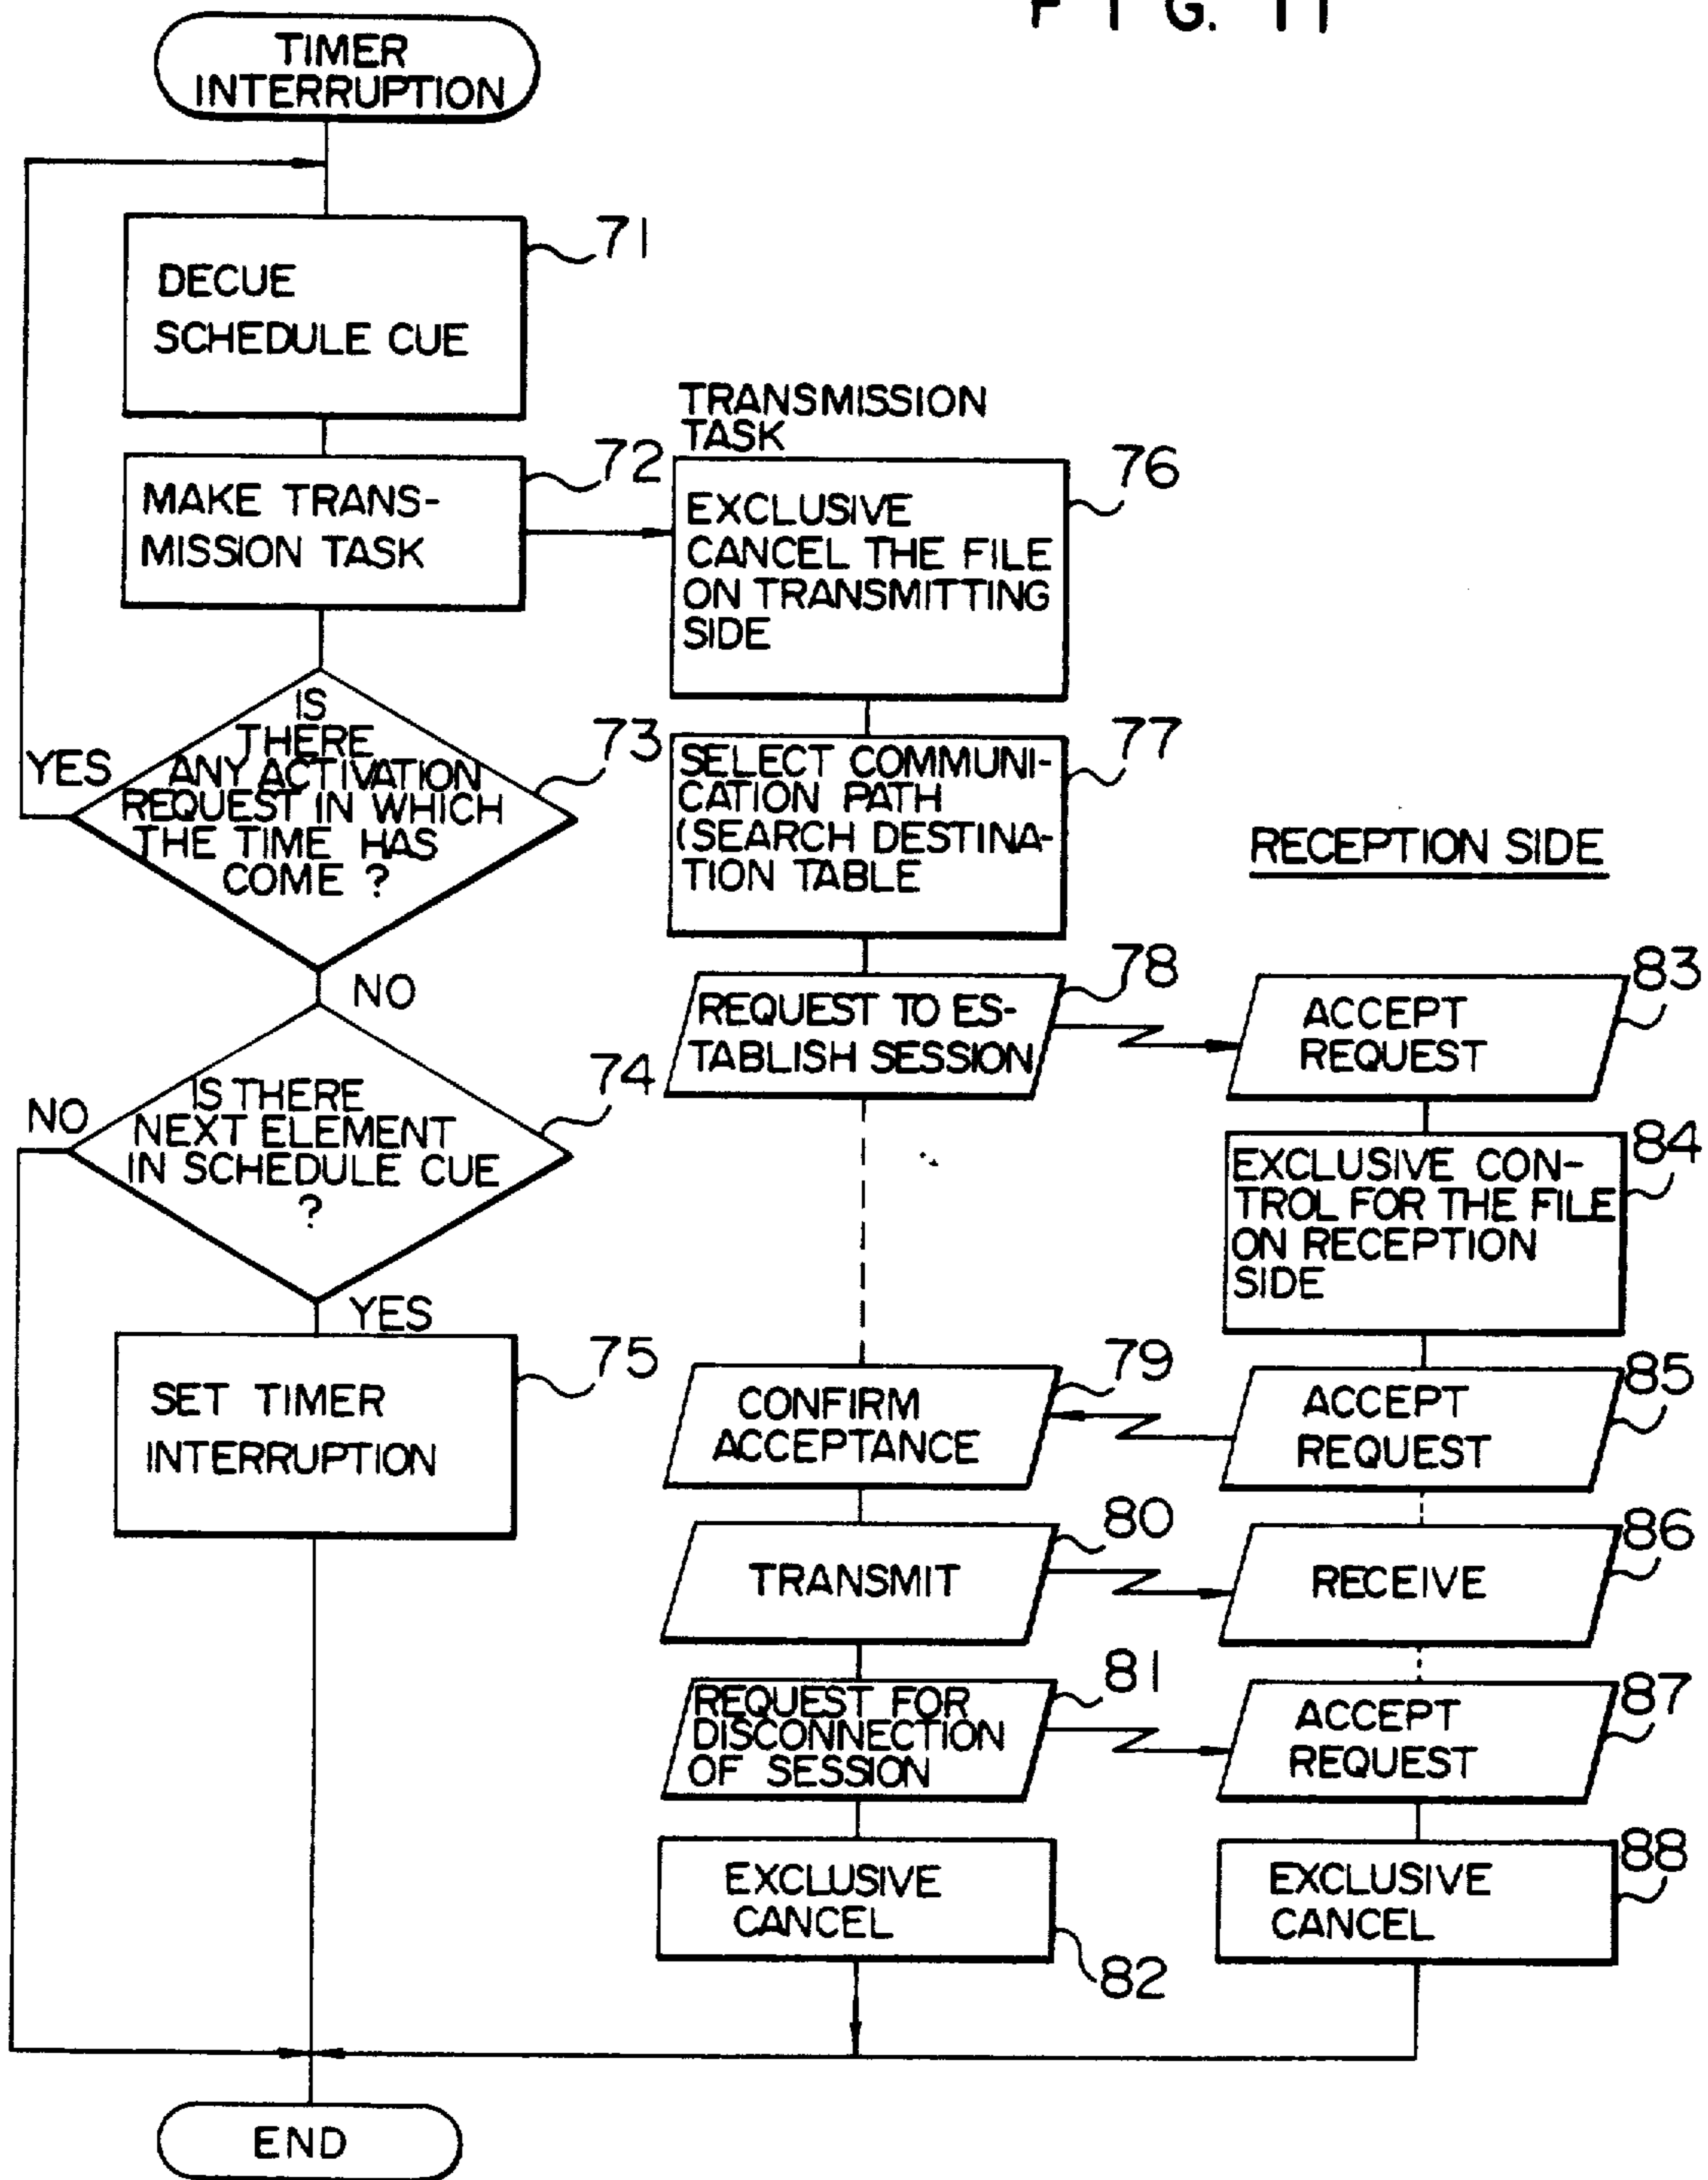 FIG. 11
TIMER
INTERRUPTION
71
DECUE
SCHEDULE CUE
72
MAKE TRANS-
MISSION TASK
IS
THERE
ANY ACTIVATION
REQUEST IN WHICH
THE TIME HAS
COME ?
73
YES
NO
IS THERE
NEXT ELEMENT
IN SCHEDULE CUE
?
74
NO
YES
75
SET TIMER
INTERRUPTION
END
TRANSMISSION
TASK
76
EXCLUSIVE
CANCEL THE FILE
ON TRANSMITTING
SIDE
77
SELECT COMMUNI-
CATION PATH
(SEARCH DESTINA-
TION TABLE
78
REQUEST TO ES-
TABLISH SESSION
79
CONFIRM
ACCEPTANCE
80
TRANSMIT
81
REQUEST FOR
DISCONNECTION
OF SESSION
EXCLUSIVE
CANCEL
82
RECEPTION SIDE
83
ACCEPT
REQUEST
84
EXCLUSIVE CON-
TROL FOR THE FILE
ON RECEPTION
SIDE
85
ACCEPT
REQUEST
86
RECEIVE
87
ACCEPT
REQUEST
88
EXCLUSIVE
CANCEL